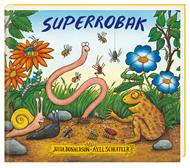 SUPERROBAK
JULIA DONALDSON · AXEL SCHEFFLER